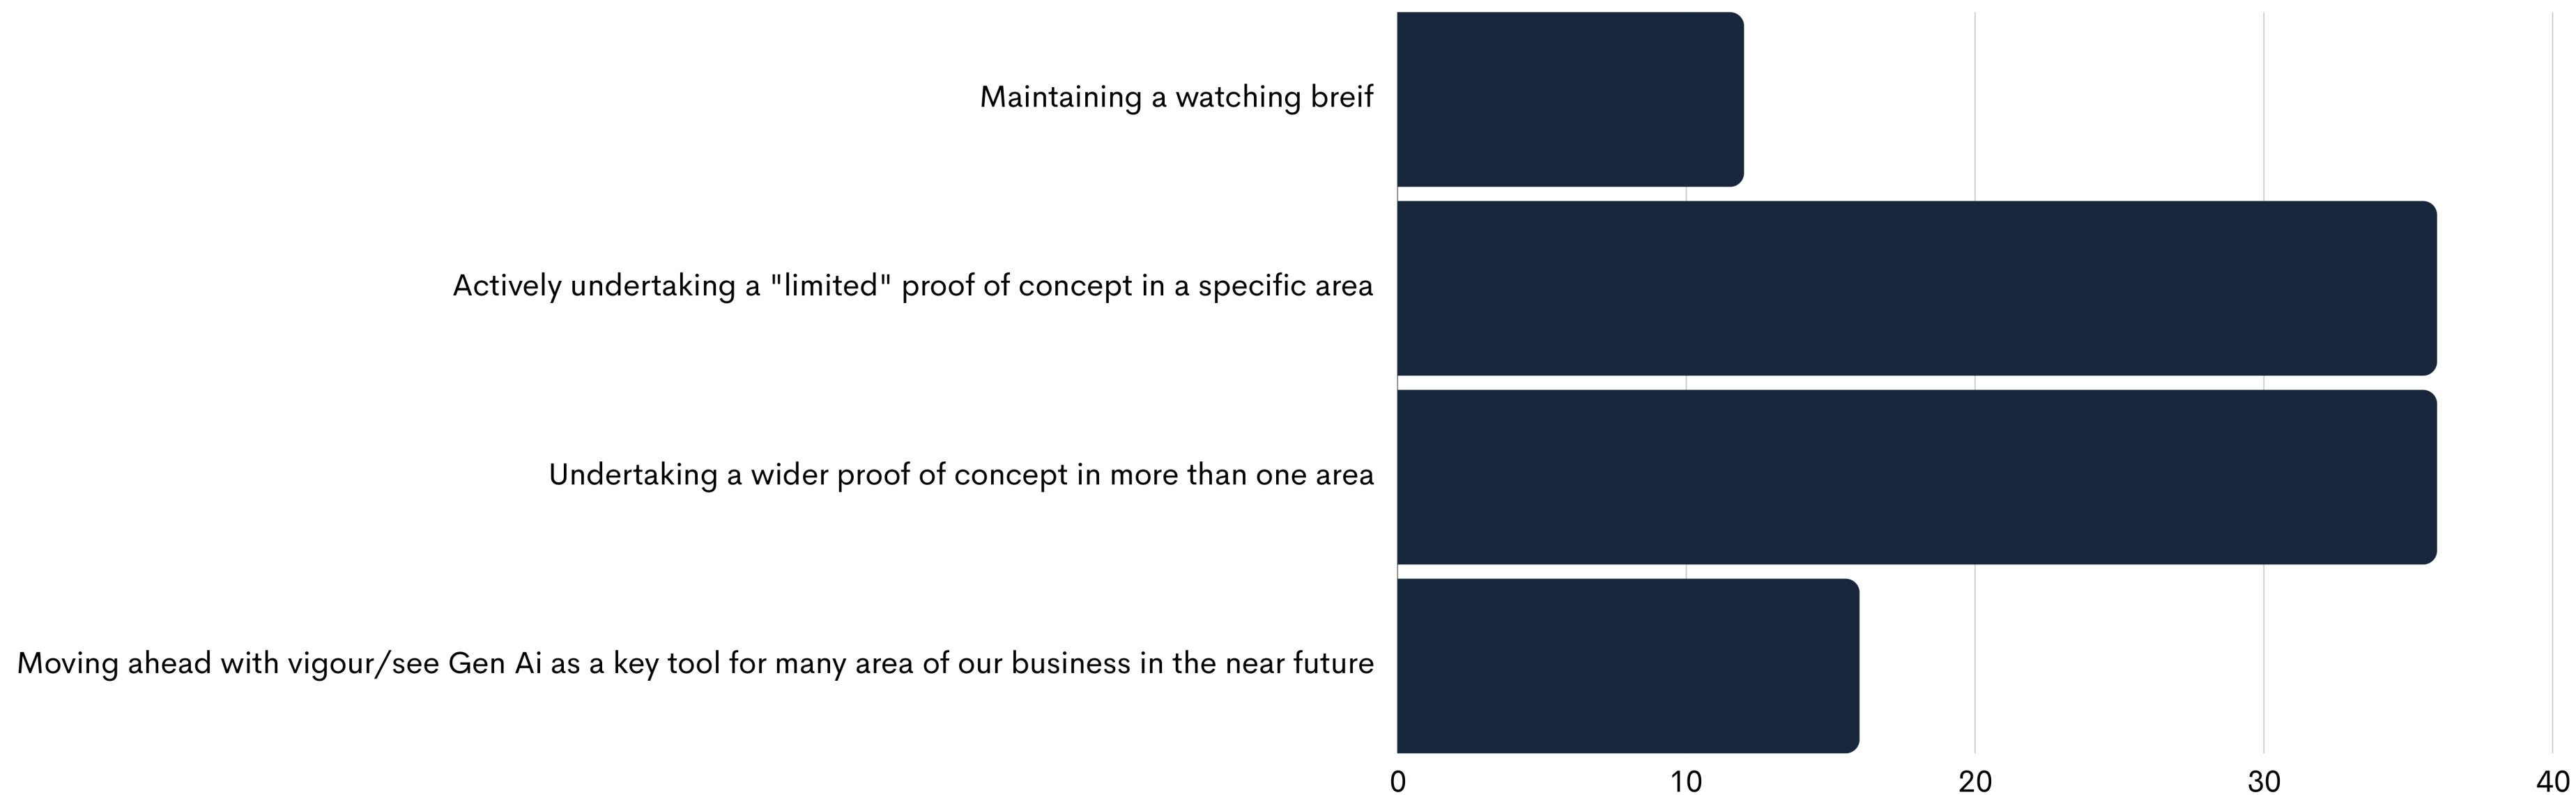 Maintaining a watching breif
Actively undertaking a "limited" proof of concept in a specific area
Undertaking a wider proof of concept in more than one area
Moving ahead with vigour/see Gen Ai as a key tool for many area of our business in the near future
0 10 20 30 40